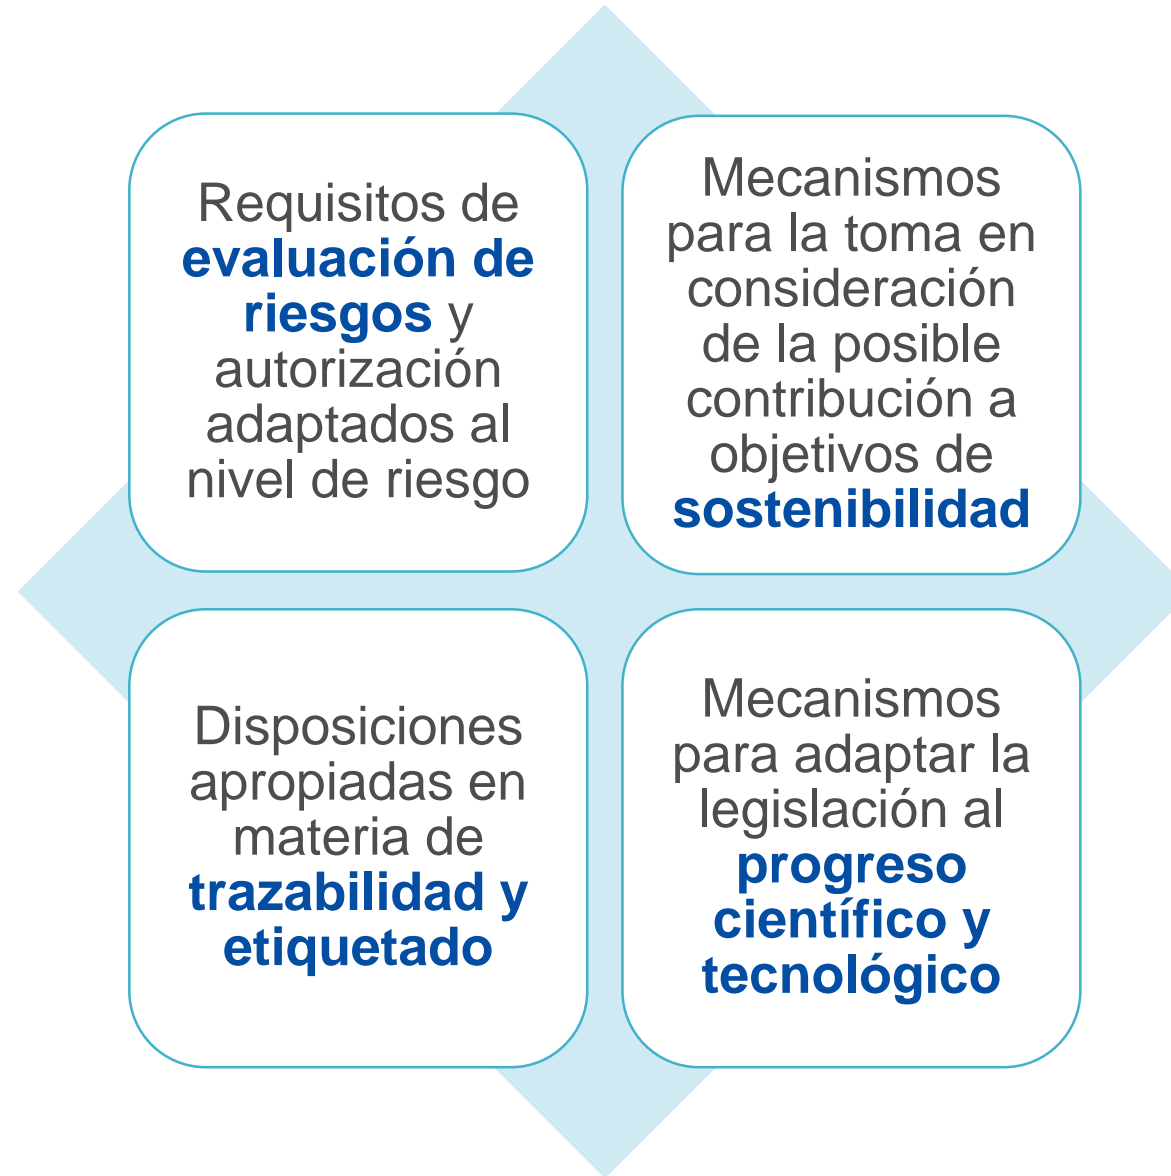 Requisitos de
evaluación de
riesgos y
autorización
adaptados al
nivel de riesgo
Mecanismos
para la toma en
consideración
de la posible
contribución a
objetivos de
sostenibilidad
Disposiciones
apropiadas en
materia de
trazabilidad y
etiquetado
Mecanismos
para adaptar la
legislación al
progreso
científico y
tecnológico